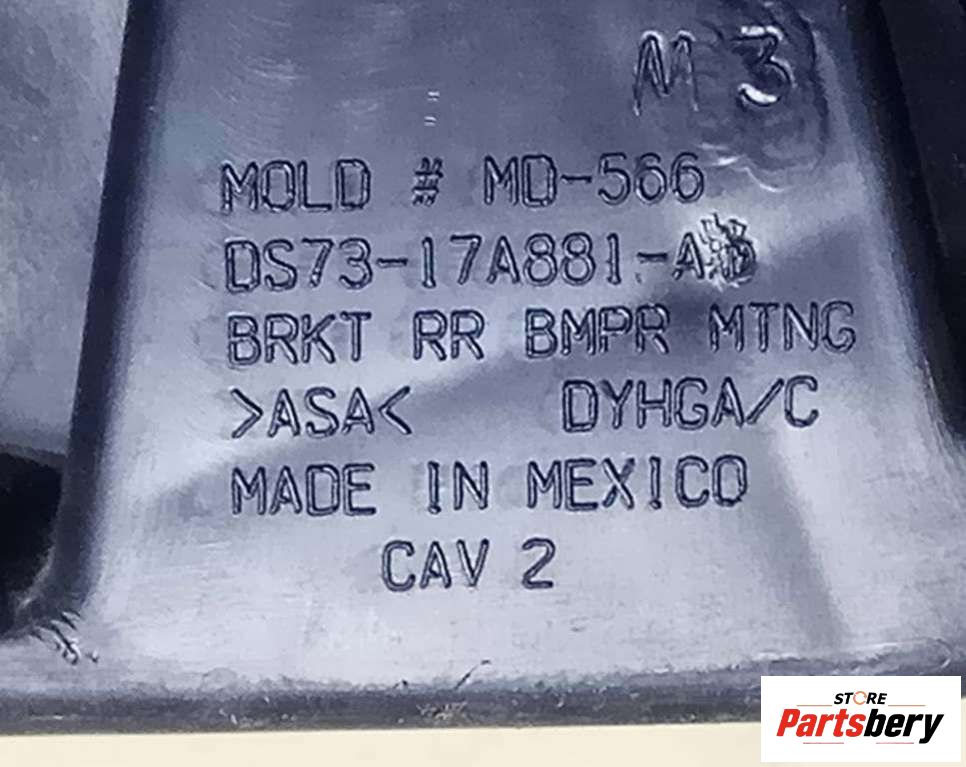 M 3
MOLD # MD-566
DS73-17A881-A
BRKT RR BMPR MTNG
>ASA< DYHGA/C
MADE IN MEXICO
CAV 2
STORE
Partsbery